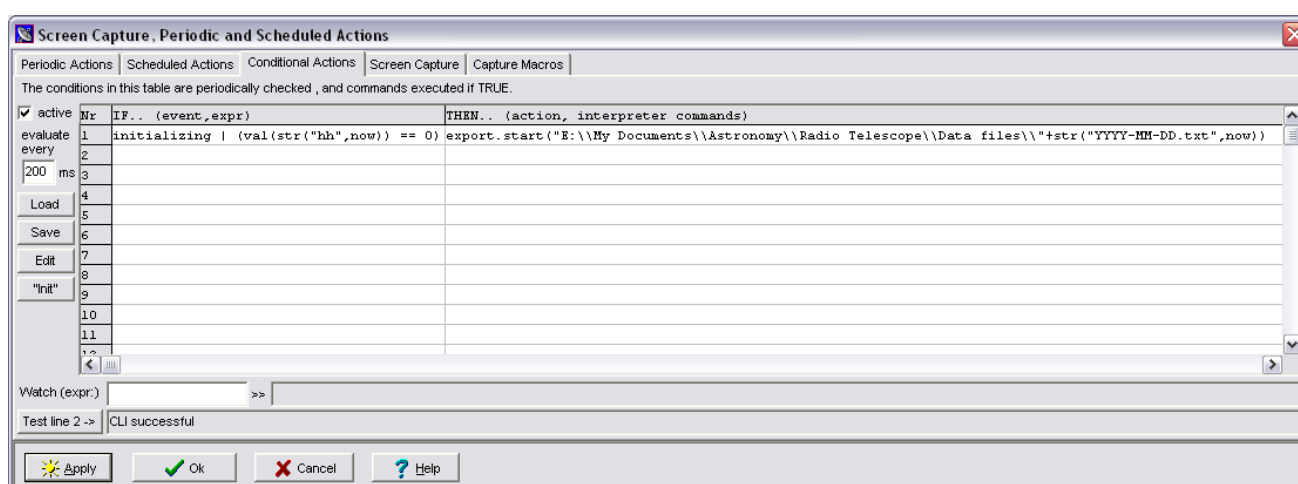 Screen Capture, Periodic and Scheduled Actions
Periodic Actions Scheduled Actions Conditional Actions Screen Capture Capture Macros
The conditions in this table are periodically checked , and commands executed if TRUE.
active Nr IF.. (event,expr) THEN.. (action, interpreter commands)
evaluate every 200 ms
1 initializing | (val(str("hh",now)) == 0) export.start("E:\\My Documents\\Astronomy\\Radio Telescope\\Data files\\"+str("YYYY-MM-DD.txt",now))
2
3
4
5
6
7
8
9
10
11
12
Load
Save
Edit
"Init"
Watch (expr:) >>
Test line 2 -> CLI successful
Apply Ok Cancel Help